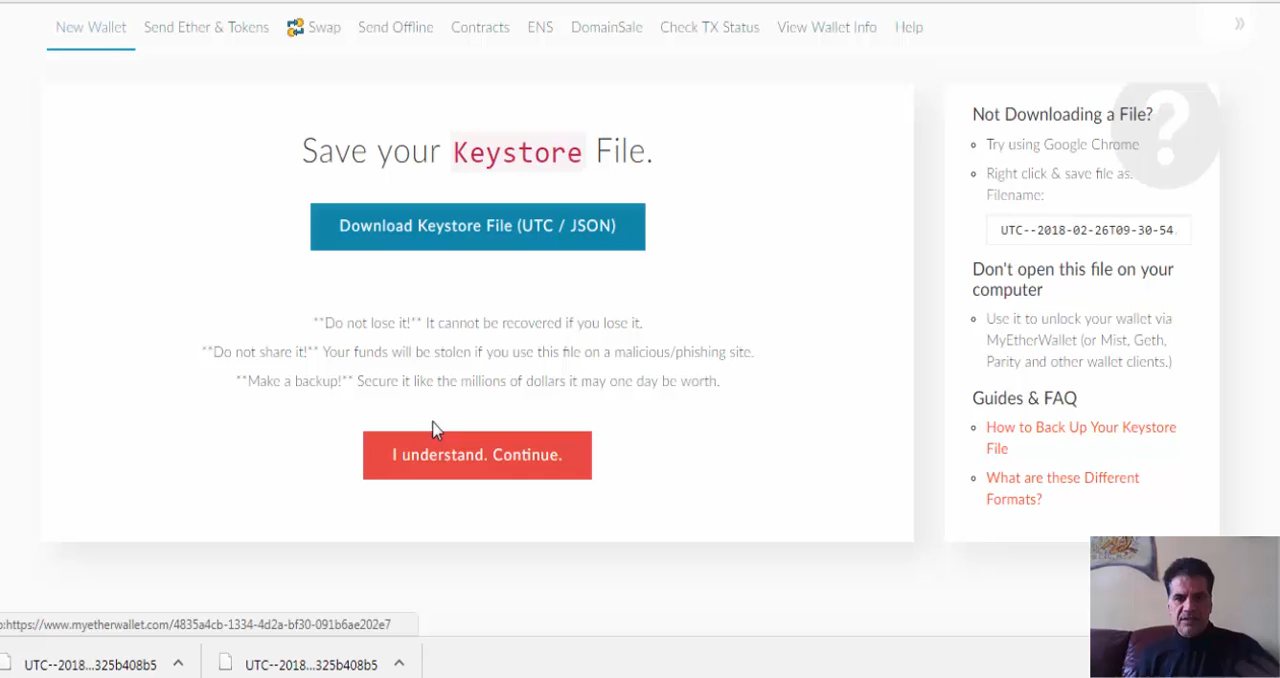 New Wallet Send Ether & Tokens Swap Send Offline Contracts ENS DomainSale Check TX Status View Wallet Info Help »
Save your Keystore File.
Download Keystore File (UTC / JSON)
**Do not lose it!** It cannot be recovered if you lose it.
**Do not share it!** Your funds will be stolen if you use this file on a malicious/phishing site.
**Make a backup!** Secure it like the millions of dollars it may one day be worth.
I understand. Continue.
Not Downloading a File?
Try using Google Chrome
Right click & save file as.
Filename:
UTC--2018-02-26T09-30-54.
Don't open this file on your
computer
Use it to unlock your wallet via
MyEtherWallet (or Mist, Geth,
Parity and other wallet clients.)
Guides & FAQ
How to Back Up Your Keystore
File
What are these Different
Formats?
?
b:https://www.myetherwallet.com/4835a4cb-1334-4d2a-bf30-091b6ae202e7
UTC--2018...325b408b5 UTC--2018...325b408b5